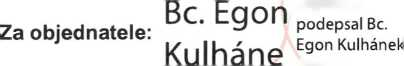 Za objednatele:
Bc. Egon
Kulháne
podepsal Bc.
Egon Kulhánek